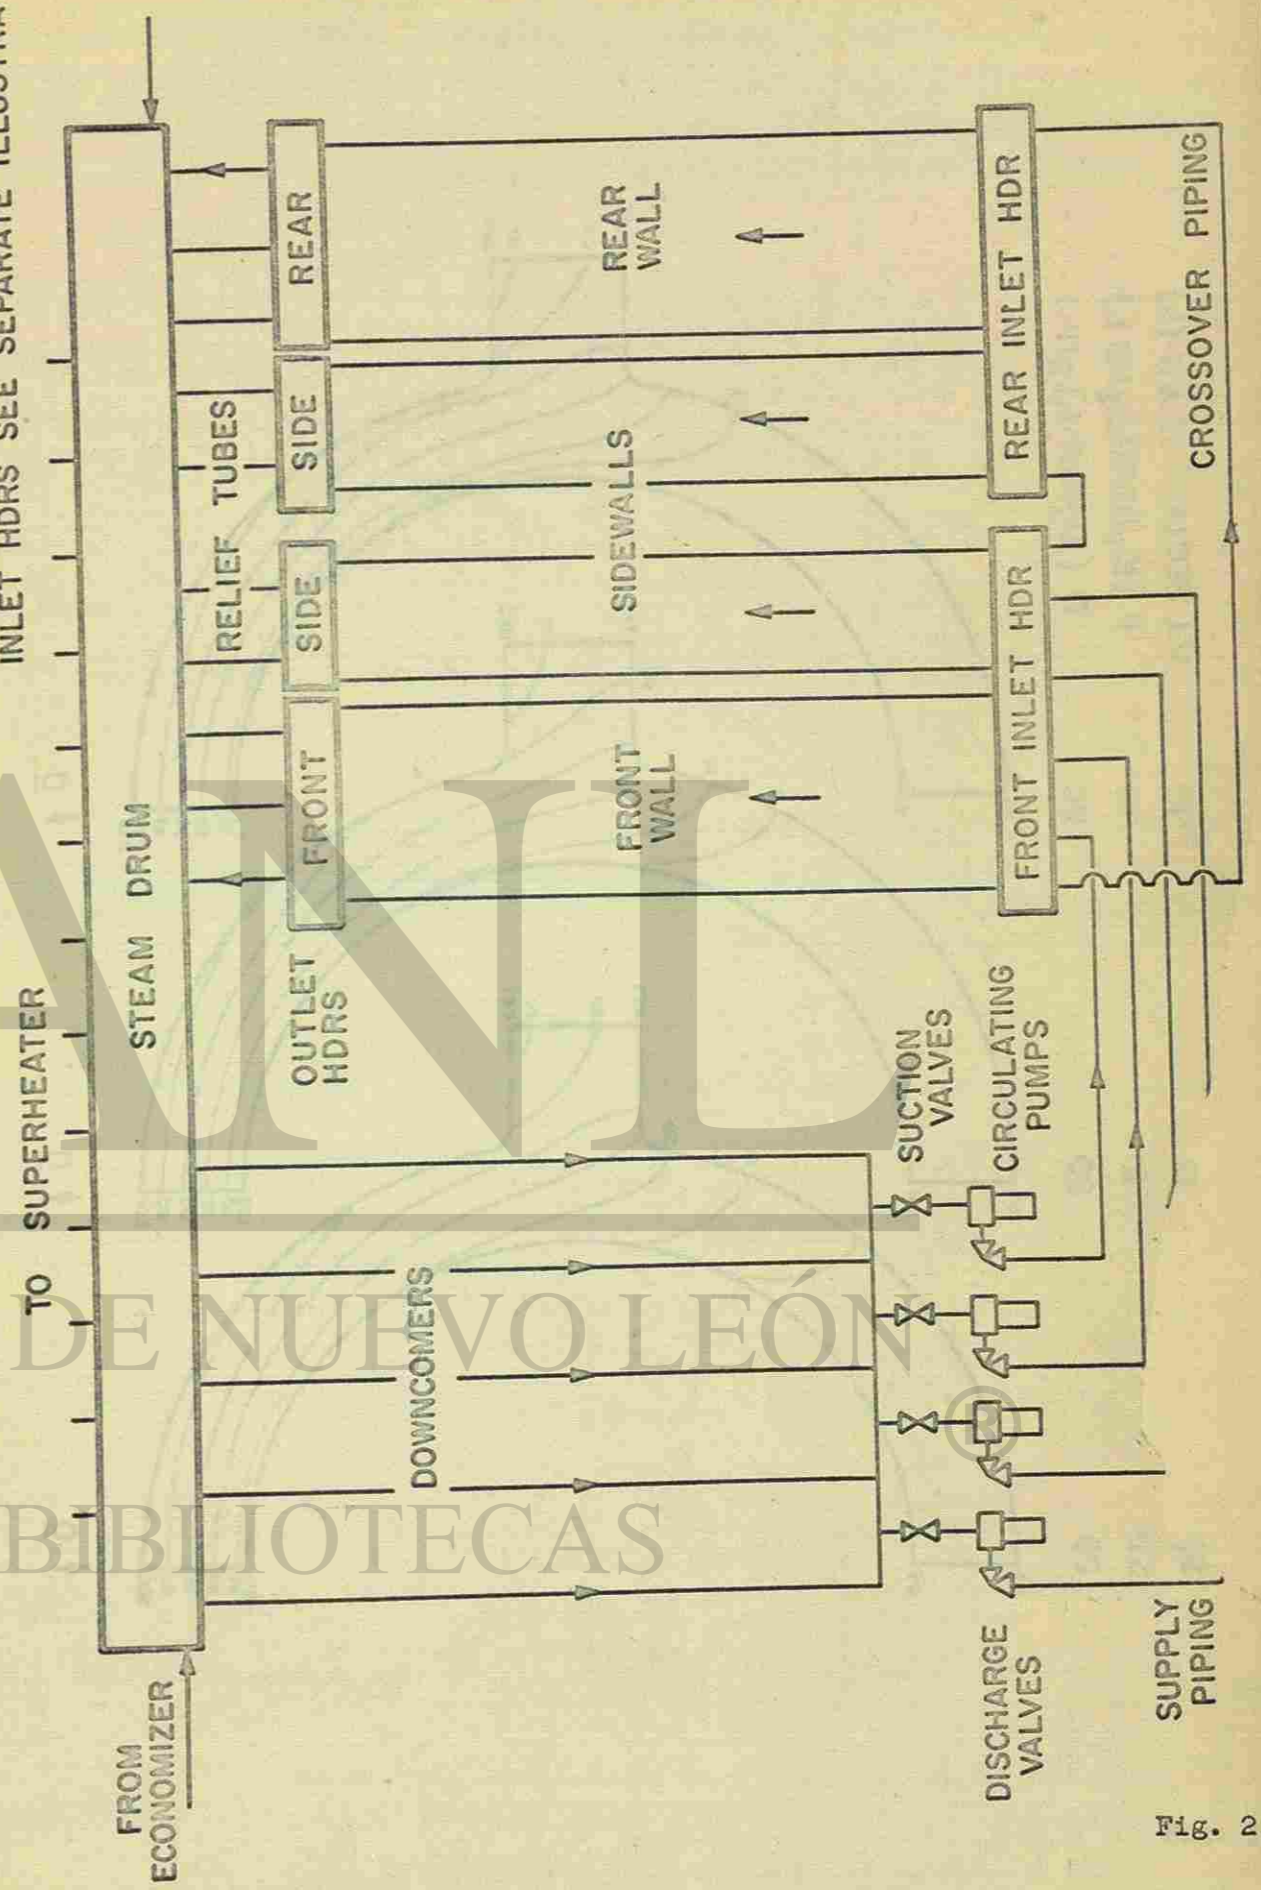 INLET HDRS SEE SEPARATE
TO SUPERHEATER
FROM
ECONOMIZER
STEAM DRUM
RELIEF TUBES
OUTLET
HDRS
FRONT
SIDE
SIDE
REAR
DOWNCOMERS
FRONT
WALL
SIDEWALLS
REAR
WALL
SUCTION
VALVES
DISCHARGE
VALVES
CIRCULATING
PUMPS
FRONT INLET HDR
REAR INLET HDR
SUPPLY
PIPING
CROSSOVER PIPING
Fig. 2
ANL
DE NUEVO LEÓN
®
BIBLIOTECAS